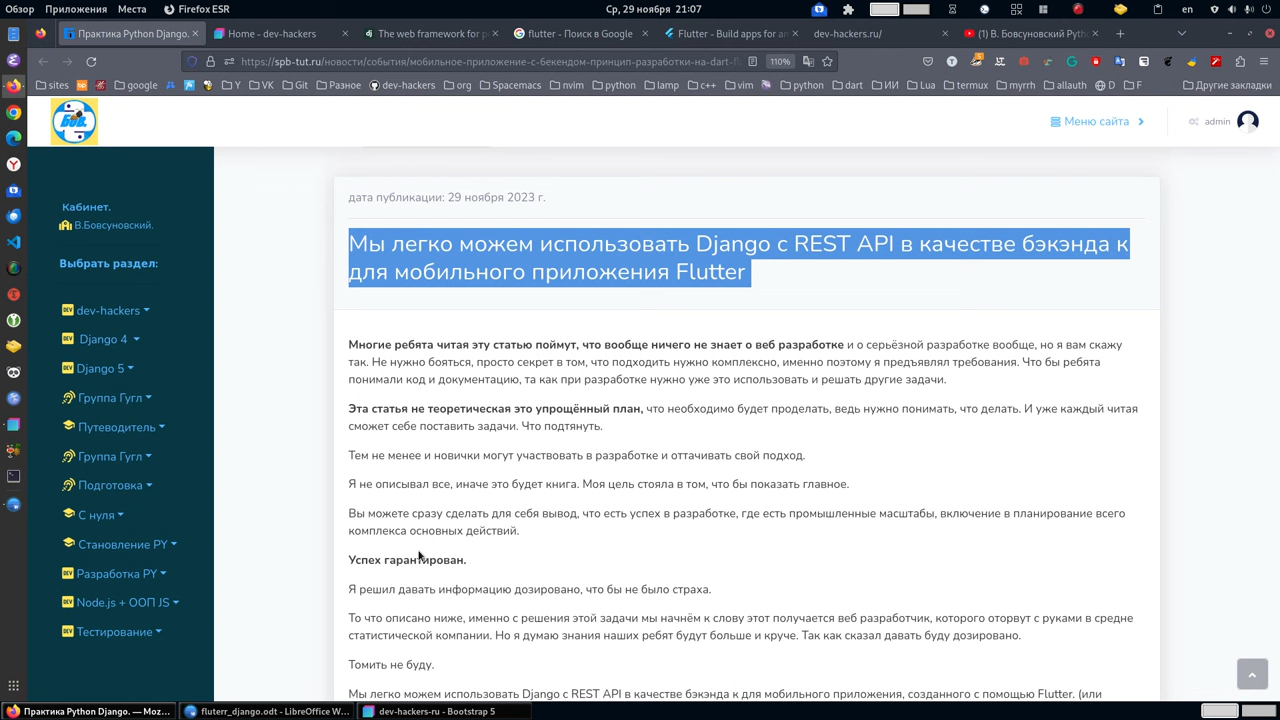 Обзор Приложения Места Firefox ESR Ср, 29 ноября 21:07 en
Практика Python Django. Home - dev-hackers The web framework for p flutter - Поиск в Google Flutter - Build apps for an dev-hackers.ru/ (1) В. Бовсуновский Pyth
https://spb-tut.ru/новости/события/мобильное-приложение-с-бекендом-принцип-разработки-на-dart-fl 110%
sites google Y VK Git Разное dev-hackers org Spacemacs nvim python lamp c++ vim python dart ИИ Lua termux myrrh allauth D F Другие закладки
Бов.
Меню сайта
admin
Кабинет.
В.Бовсуновский.
Выбрать раздел:
DEV dev-hackers
DEV Django 4
DEV Django 5
Группа Гугл
Путеводитель
Группа Гугл
Подготовка
С нуля
Становление PY
DEV Разработка PY
DEV Node.js + ООП JS
DEV Тестирование
дата публикации: 29 ноября 2023 г.
Мы легко можем использовать Django с REST API в качестве бэкэнда к
для мобильного приложения Flutter
Многие ребята читая эту статью поймут, что вообще ничего не знает о веб разработке и о серьёзной разработке вообще, но я вам скажу
так. Не нужно бояться, просто секрет в том, что подходить нужно комплексно, именно поэтому я предъявлял требования. Что бы ребята
понимали код и документацию, та как при разработке нужно уже это использовать и решать другие задачи.
Эта статья не теоретическая это упрощённый план, что необходимо будет проделать, ведь нужно понимать, что делать. И уже каждый читая
сможет себе поставить задачи. Что подтянуть.
Тем не менее и новички могут участвовать в разработке и оттачивать свой подход.
Я не описывал все, иначе это будет книга. Моя цель стояла в том, что бы показать главное.
Вы можете сразу сделать для себя вывод, что есть успех в разработке, где есть промышленные масштабы, включение в планирование всего
комплекса основных действий.
Успех гарантирован.
Я решил давать информацию дозировано, что бы не было страха.
То что описано ниже, именно с решения этой задачи мы начнём к слову этот получается веб разработчик, которого оторвут с руками в средне
статистической компании. Но я думаю знания наших ребят будут больше и круче. Так как сказал давать буду дозировано.
Томить не буду.
Мы легко можем использовать Django с REST API в качестве бэкэнда к для мобильного приложения, созданного с помощью Flutter. (или
Практика Python Django. — Moz... fluterr_django.odt - LibreOffice W... dev-hackers-ru - Bootstrap 5